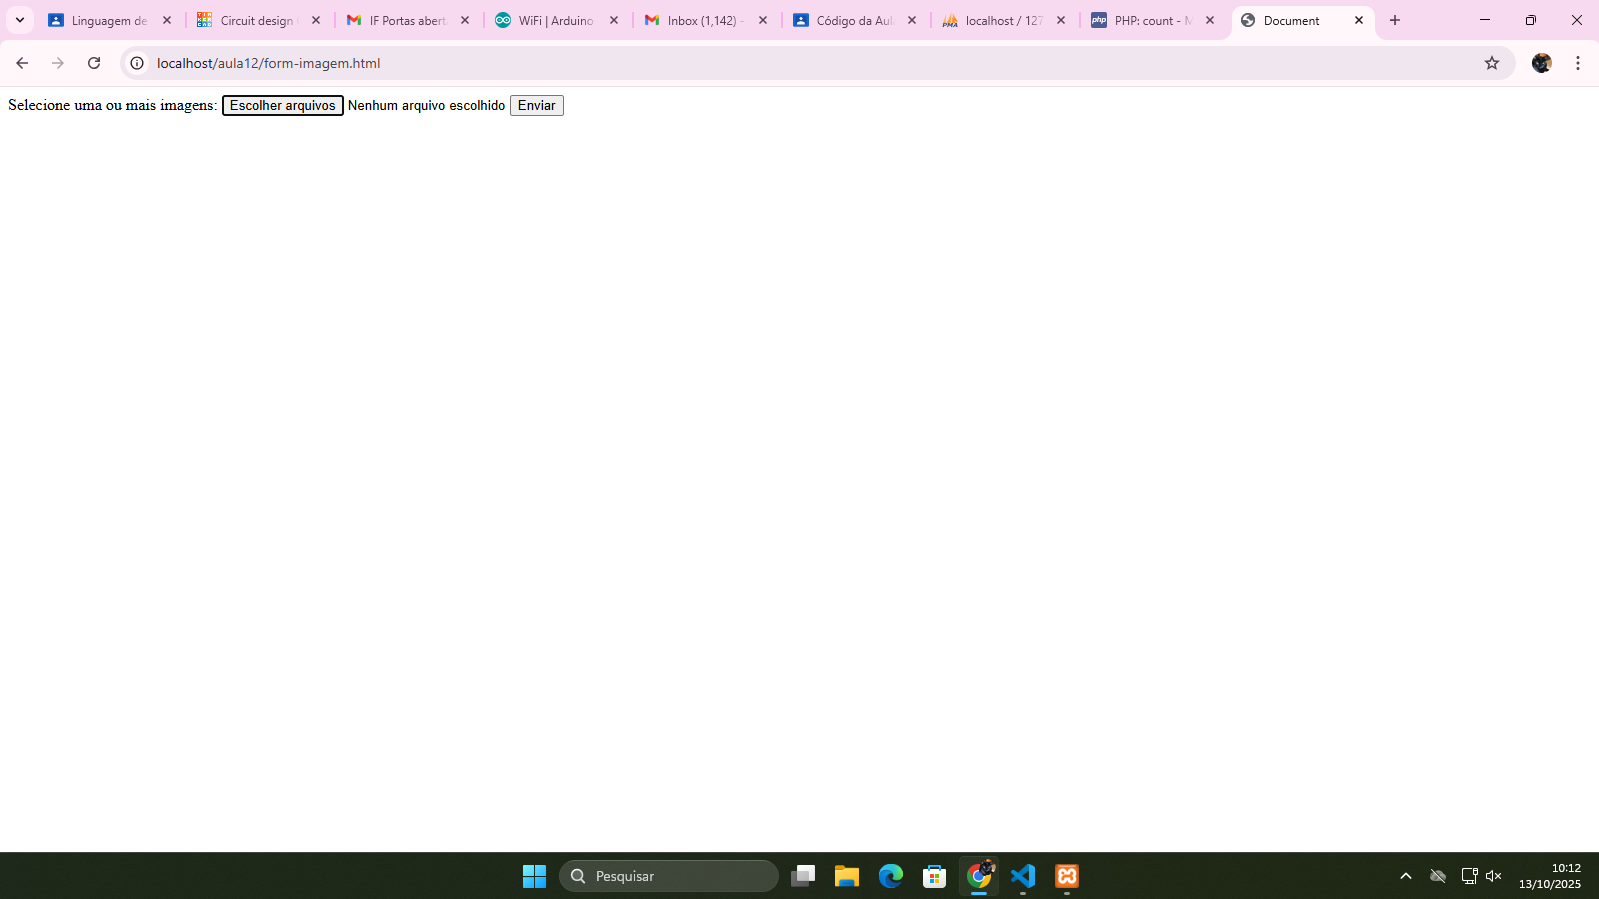 Linguagem de
Circuit design
IF Portas abert
WiFi | Arduino
Inbox (1,142) -
Código da Aul
PMA
localhost / 127
php
PHP: count - M
Document
localhost/aula12/form-imagem.html
Selecione uma ou mais imagens: Escolher arquivos Nenhum arquivo escolhido Enviar
Pesquisar
10:12
13/10/2025